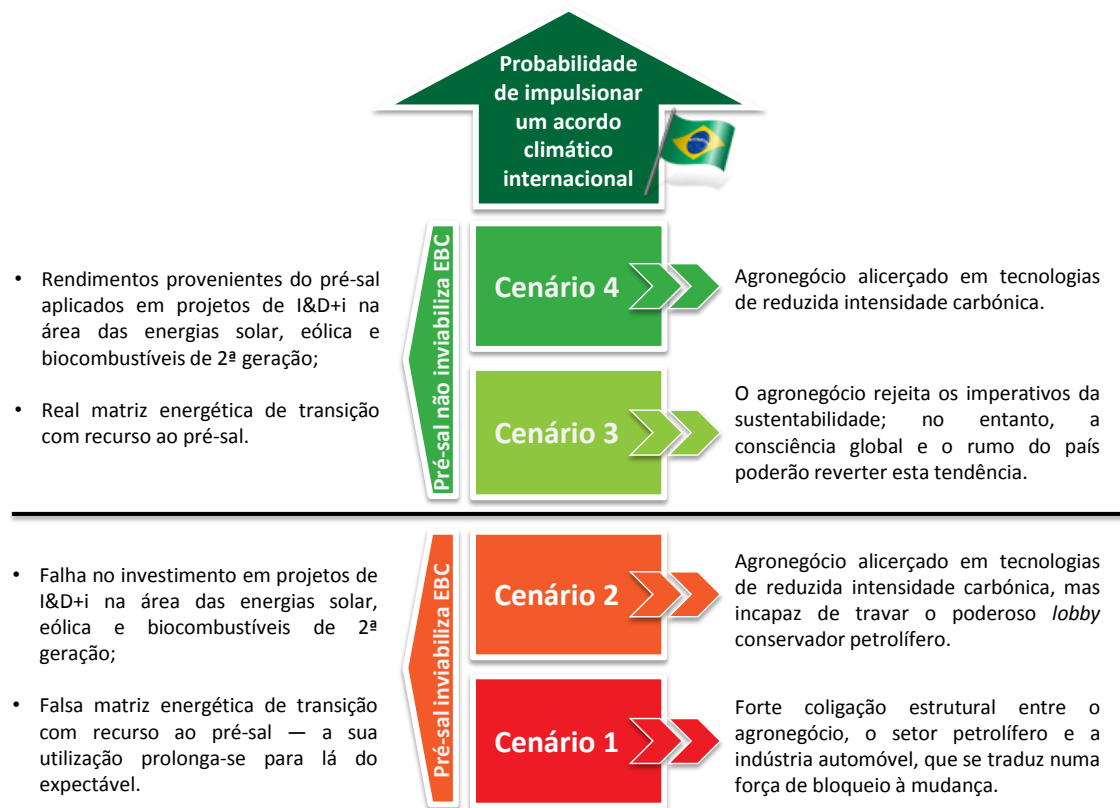 Probabilidade
de impulsionar
um acordo
climático
internacional
Pré-sal não inviabiliza EBC
• Rendimentos provenientes do pré-sal
aplicados em projetos de I&D+i na
área das energias solar, eólica e
biocombustíveis de 2ª geração;
• Real matriz energética de transição
com recurso ao pré-sal.
Cenário 4
Agronegócio alicerçado em tecnologias
de reduzida intensidade carbónica.
Cenário 3
O agronegócio rejeita os imperativos da
sustentabilidade; no entanto, a
consciência global e o rumo do país
poderão reverter esta tendência.
Pré-sal inviabiliza EBC
• Falha no investimento em projetos de
I&D+i na área das energias solar,
eólica e biocombustíveis de 2ª
geração;
• Falsa matriz energética de transição
com recurso ao pré-sal — a sua
utilização prolonga-se para lá do
expectável.
Cenário 2
Agronegócio alicerçado em tecnologias
de reduzida intensidade carbónica, mas
incapaz de travar o poderoso lobby
conservador petrolífero.
Cenário 1
Forte coligação estrutural entre o
agronegócio, o setor petrolífero e a
indústria automóvel, que se traduz numa
força de bloqueio à mudança.